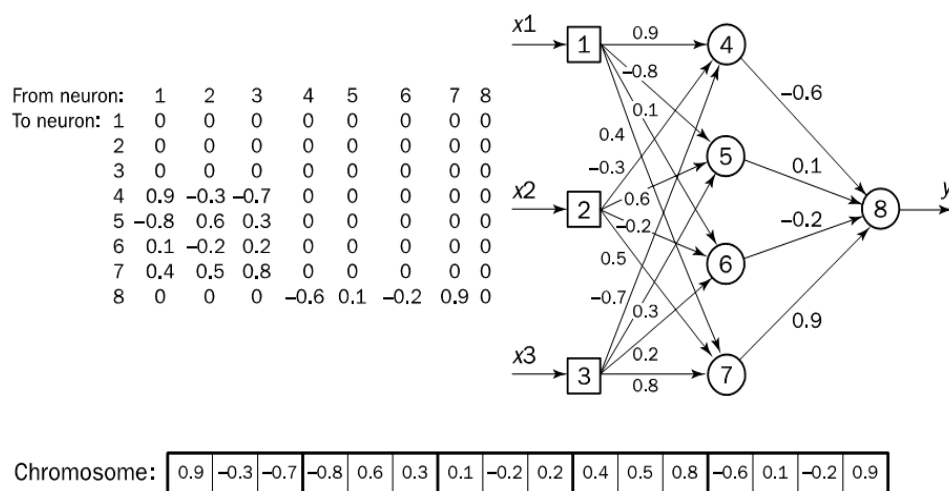 From neuron: 1 2 3 4 5 6 7 8
To neuron: 1 0 0 0 0 0 0 0 0
2 0 0 0 0 0 0 0 0
3 0 0 0 0 0 0 0 0
4 0.9 –0.3 –0.7 0 0 0 0 0
5 –0.8 0.6 0.3 0 0 0 0 0
6 0.1 –0.2 0.2 0 0 0 0 0
7 0.4 0.5 0.8 0 0 0 0 0
8 0 0 0 –0.6 0.1 –0.2 0.9 0
x1
1
0.9
4
–0.8
–0.6
0.1
0.4
5
0.1
–0.3
x2
2
0.6
8
y
–0.2
–0.2
0.5
6
–0.7
0.3
0.9
x3
3
0.2
7
0.8
Chromosome: 0.9 –0.3 –0.7 –0.8 0.6 0.3 0.1 –0.2 0.2 0.4 0.5 0.8 –0.6 0.1 –0.2 0.9